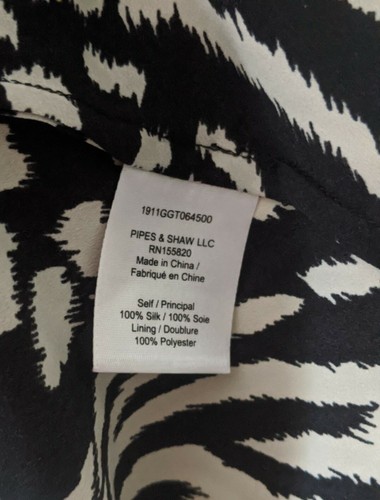 1911GGT064500
PIPES & SHAW LLC
RN155820
Made in China /
Fabriqué en Chine
Self / Principal
100% Silk / 100% Soie
Lining / Doublure
100% Polyester